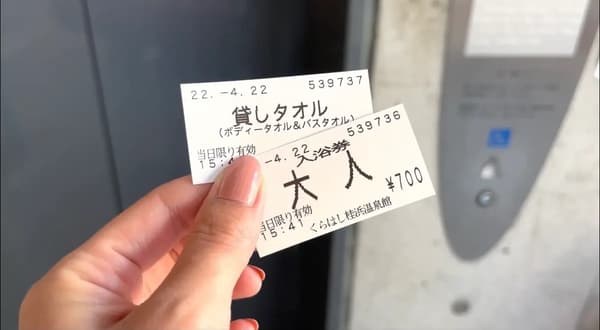 22.-4.22 539737
貸しタオル
(ボディータオル&バスタオル)
当日限り有効
15:4
-4.22 539736
入浴券
大人
¥700
当日限り有効
15:41 くらはし桂浜温泉館